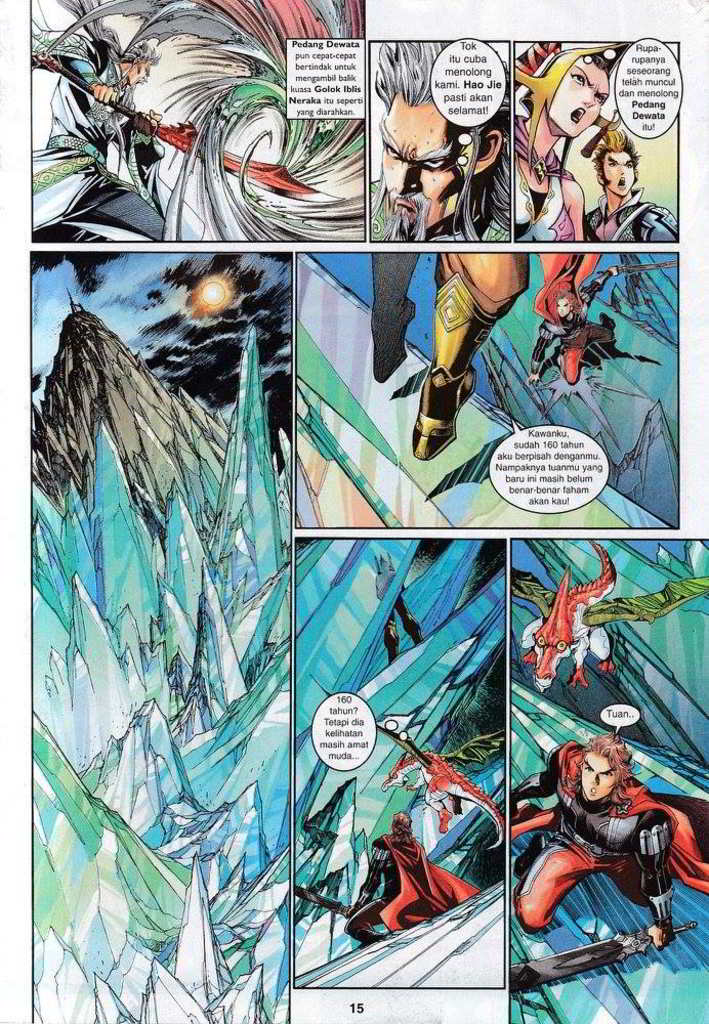 Pedang Dewata
pun cepat-cepat
bertindak untuk
mengambil balik
kuasa Golok Iblis
Neraka itu seperti
yang diarahkan.
Tok
itu cuba
menolong
kami. Hao Jie
pasti akan
selamat!
Rupa-
rupanya
seseorang
telah muncul
dan menolong
Pedang
Dewata
itu!
Kawanku,
sudah 160 tahun
aku berpisah denganmu.
Nampaknya tuanmu yang
baru ini masih belum
benar-benar faham
akan kau!
160
tahun?
Tetapi dia
kelihatan
masih amat
muda...
Tuan..
15